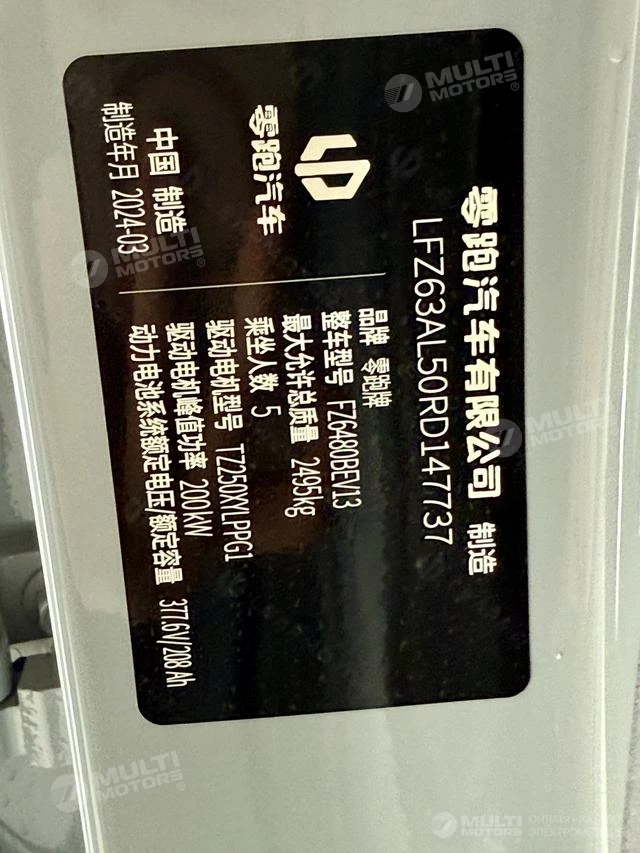 零跑汽车有限公司 制造
LFZ63AL50RD147737
零跑汽车
中国 制造
制造年月 2024-03
品牌 零跑牌
整车型号 FZ6480BEV13
最大允许总质量 2495kg
乘坐人数 5
驱动电机型号 TZ250XYLPPG1
驱动电机峰值功率 200kW
动力电池系统额定电压/额定容量 377.6V/208 Ah
MULTI MOTORS®
MULTI MOTORS®
MULTI MOTORS
MULTI MOTORS®
MULTI MOTORS®